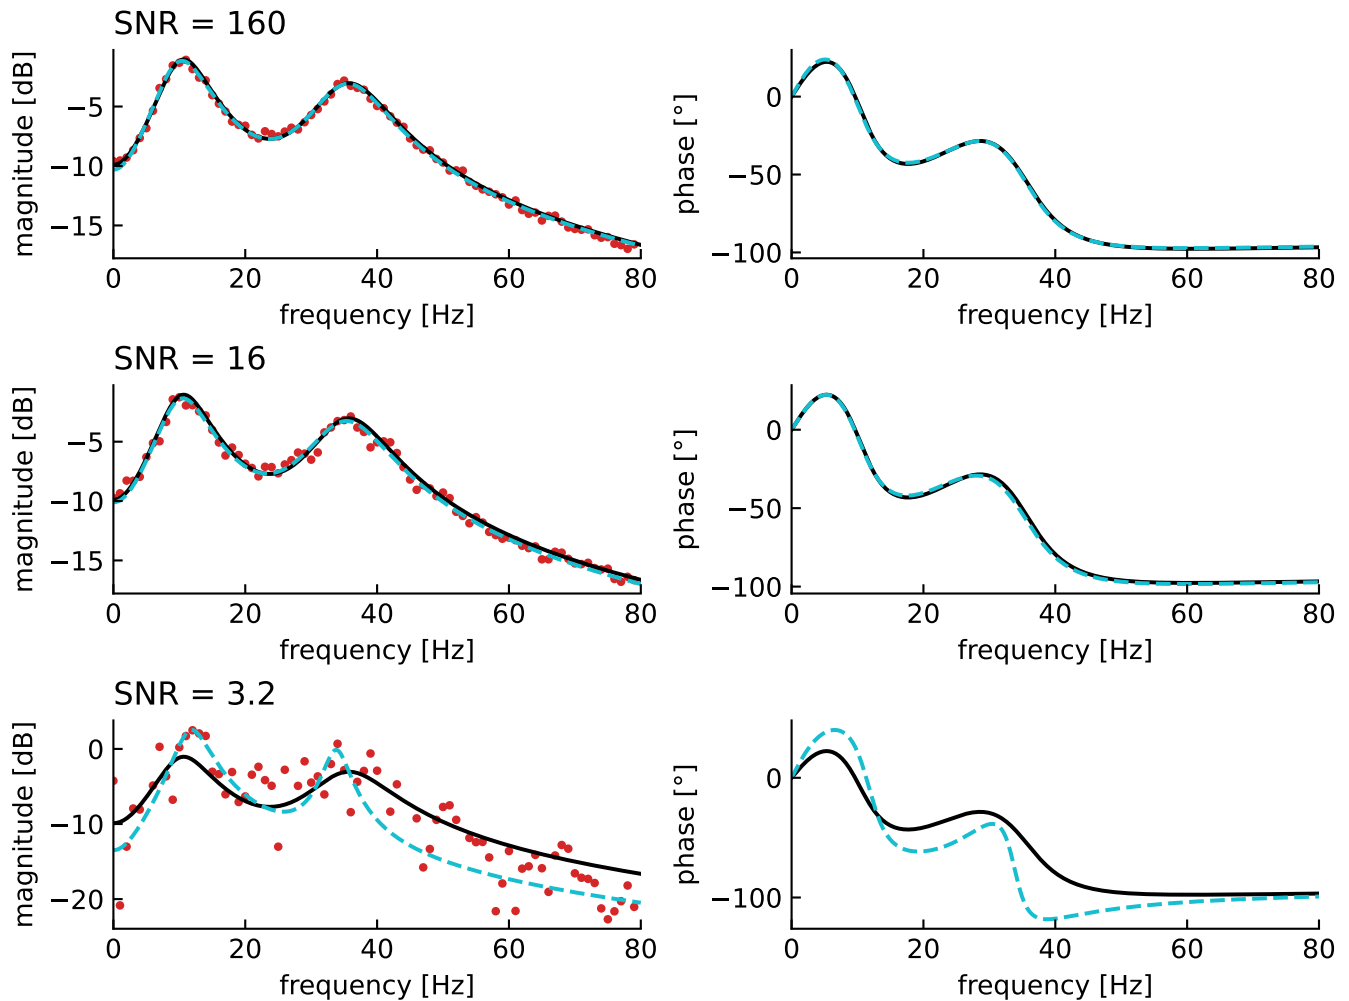 SNR = 160
magnitude [dB]
−5
−10
−15
0 20 40 60 80
frequency [Hz]
phase [°]
0
−50
−100
0 20 40 60 80
frequency [Hz]
SNR = 16
magnitude [dB]
−5
−10
−15
0 20 40 60 80
frequency [Hz]
phase [°]
0
−50
−100
0 20 40 60 80
frequency [Hz]
SNR = 3.2
magnitude [dB]
0
−10
−20
0 20 40 60 80
frequency [Hz]
phase [°]
0
−100
0 20 40 60 80
frequency [Hz]